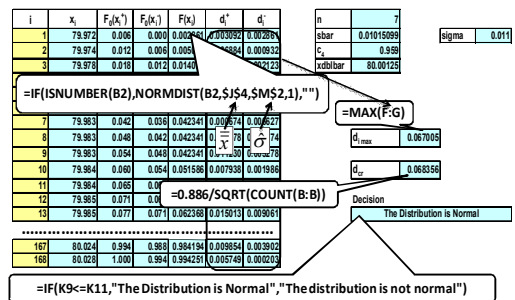 i xi F0(xi+) F0(xi-) F(xi) di+ di- n 7
1 79.972 0.006 0.000 0.003092 0.002861 sbar 0.01015099 sigma 0.011
2 79.974 0.012 0.006 0.000932 c4 0.959
3 79.978 0.018 0.012 xdblbar 80.00125
=IF(ISNUMBER(B2),NORMDIST(B2,$J$4,$M$2,1),"")
=MAX(F:G)
7 79.983 0.042 0.036 0.042341
8 79.983 0.048 0.042 0.042341 di max 0.067005
9 79.983 0.054 0.048 0.042341
10 79.984 0.060 0.054 0.051586 0.007938 0.001986 dcr 0.068356
11 79.984 0.065
=0.886/SQRT(COUNT(B:B))
12 79.985 0.071
13 79.985 0.077 0.071 0.062368 0.015013 0.009061
Decision
The Distribution is Normal
167 80.024 0.994 0.988 0.984194 0.009854 0.003902
168 80.028 1.000 0.994 0.994251 0.005749 0.000203
=IF(K9<=K11,"The Distribution is Normal","The distribution is not normal")